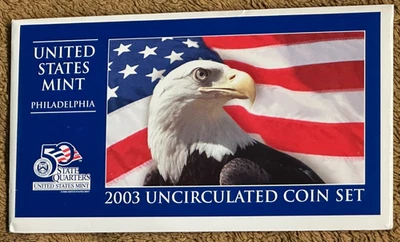 UNITED
STATES
MINT
PHILADELPHIA
50
STATE
QUARTERS
UNITED STATES MINT
2003 UNCIRCULATED COIN SET